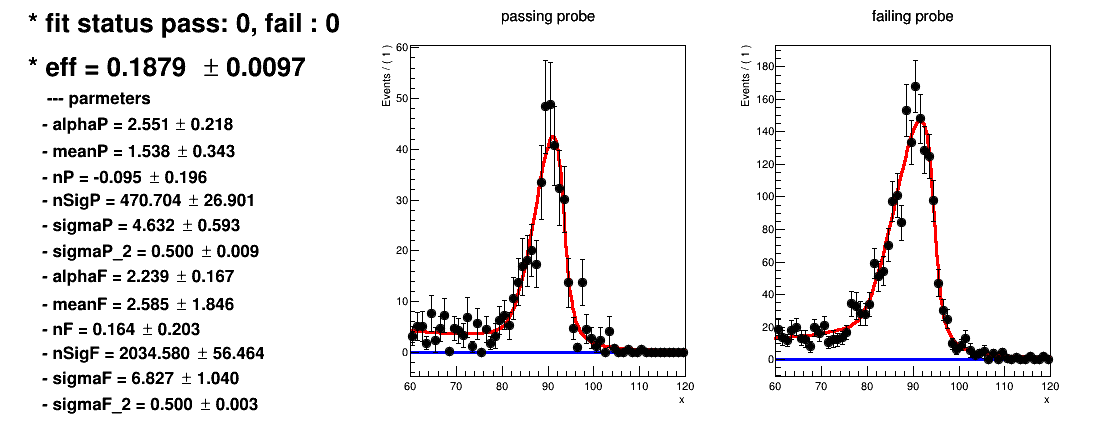 * fit status pass: 0, fail : 0
* eff = 0.1879 ± 0.0097
--- parmeters
- alphaP = 2.551 ± 0.218
- meanP = 1.538 ± 0.343
- nP = -0.095 ± 0.196
- nSigP = 470.704 ± 26.901
- sigmaP = 4.632 ± 0.593
- sigmaP_2 = 0.500 ± 0.009
- alphaF = 2.239 ± 0.167
- meanF = 2.585 ± 1.846
- nF = 0.164 ± 0.203
- nSigF = 2034.580 ± 56.464
- sigmaF = 6.827 ± 1.040
- sigmaF_2 = 0.500 ± 0.003
passing probe
Events / ( 1 )
60
50
40
30
20
10
0
60 70 80 90 100 110 120
x
failing probe
Events / ( 1 )
180
160
140
120
100
80
60
40
20
0
60 70 80 90 100 110 120
x